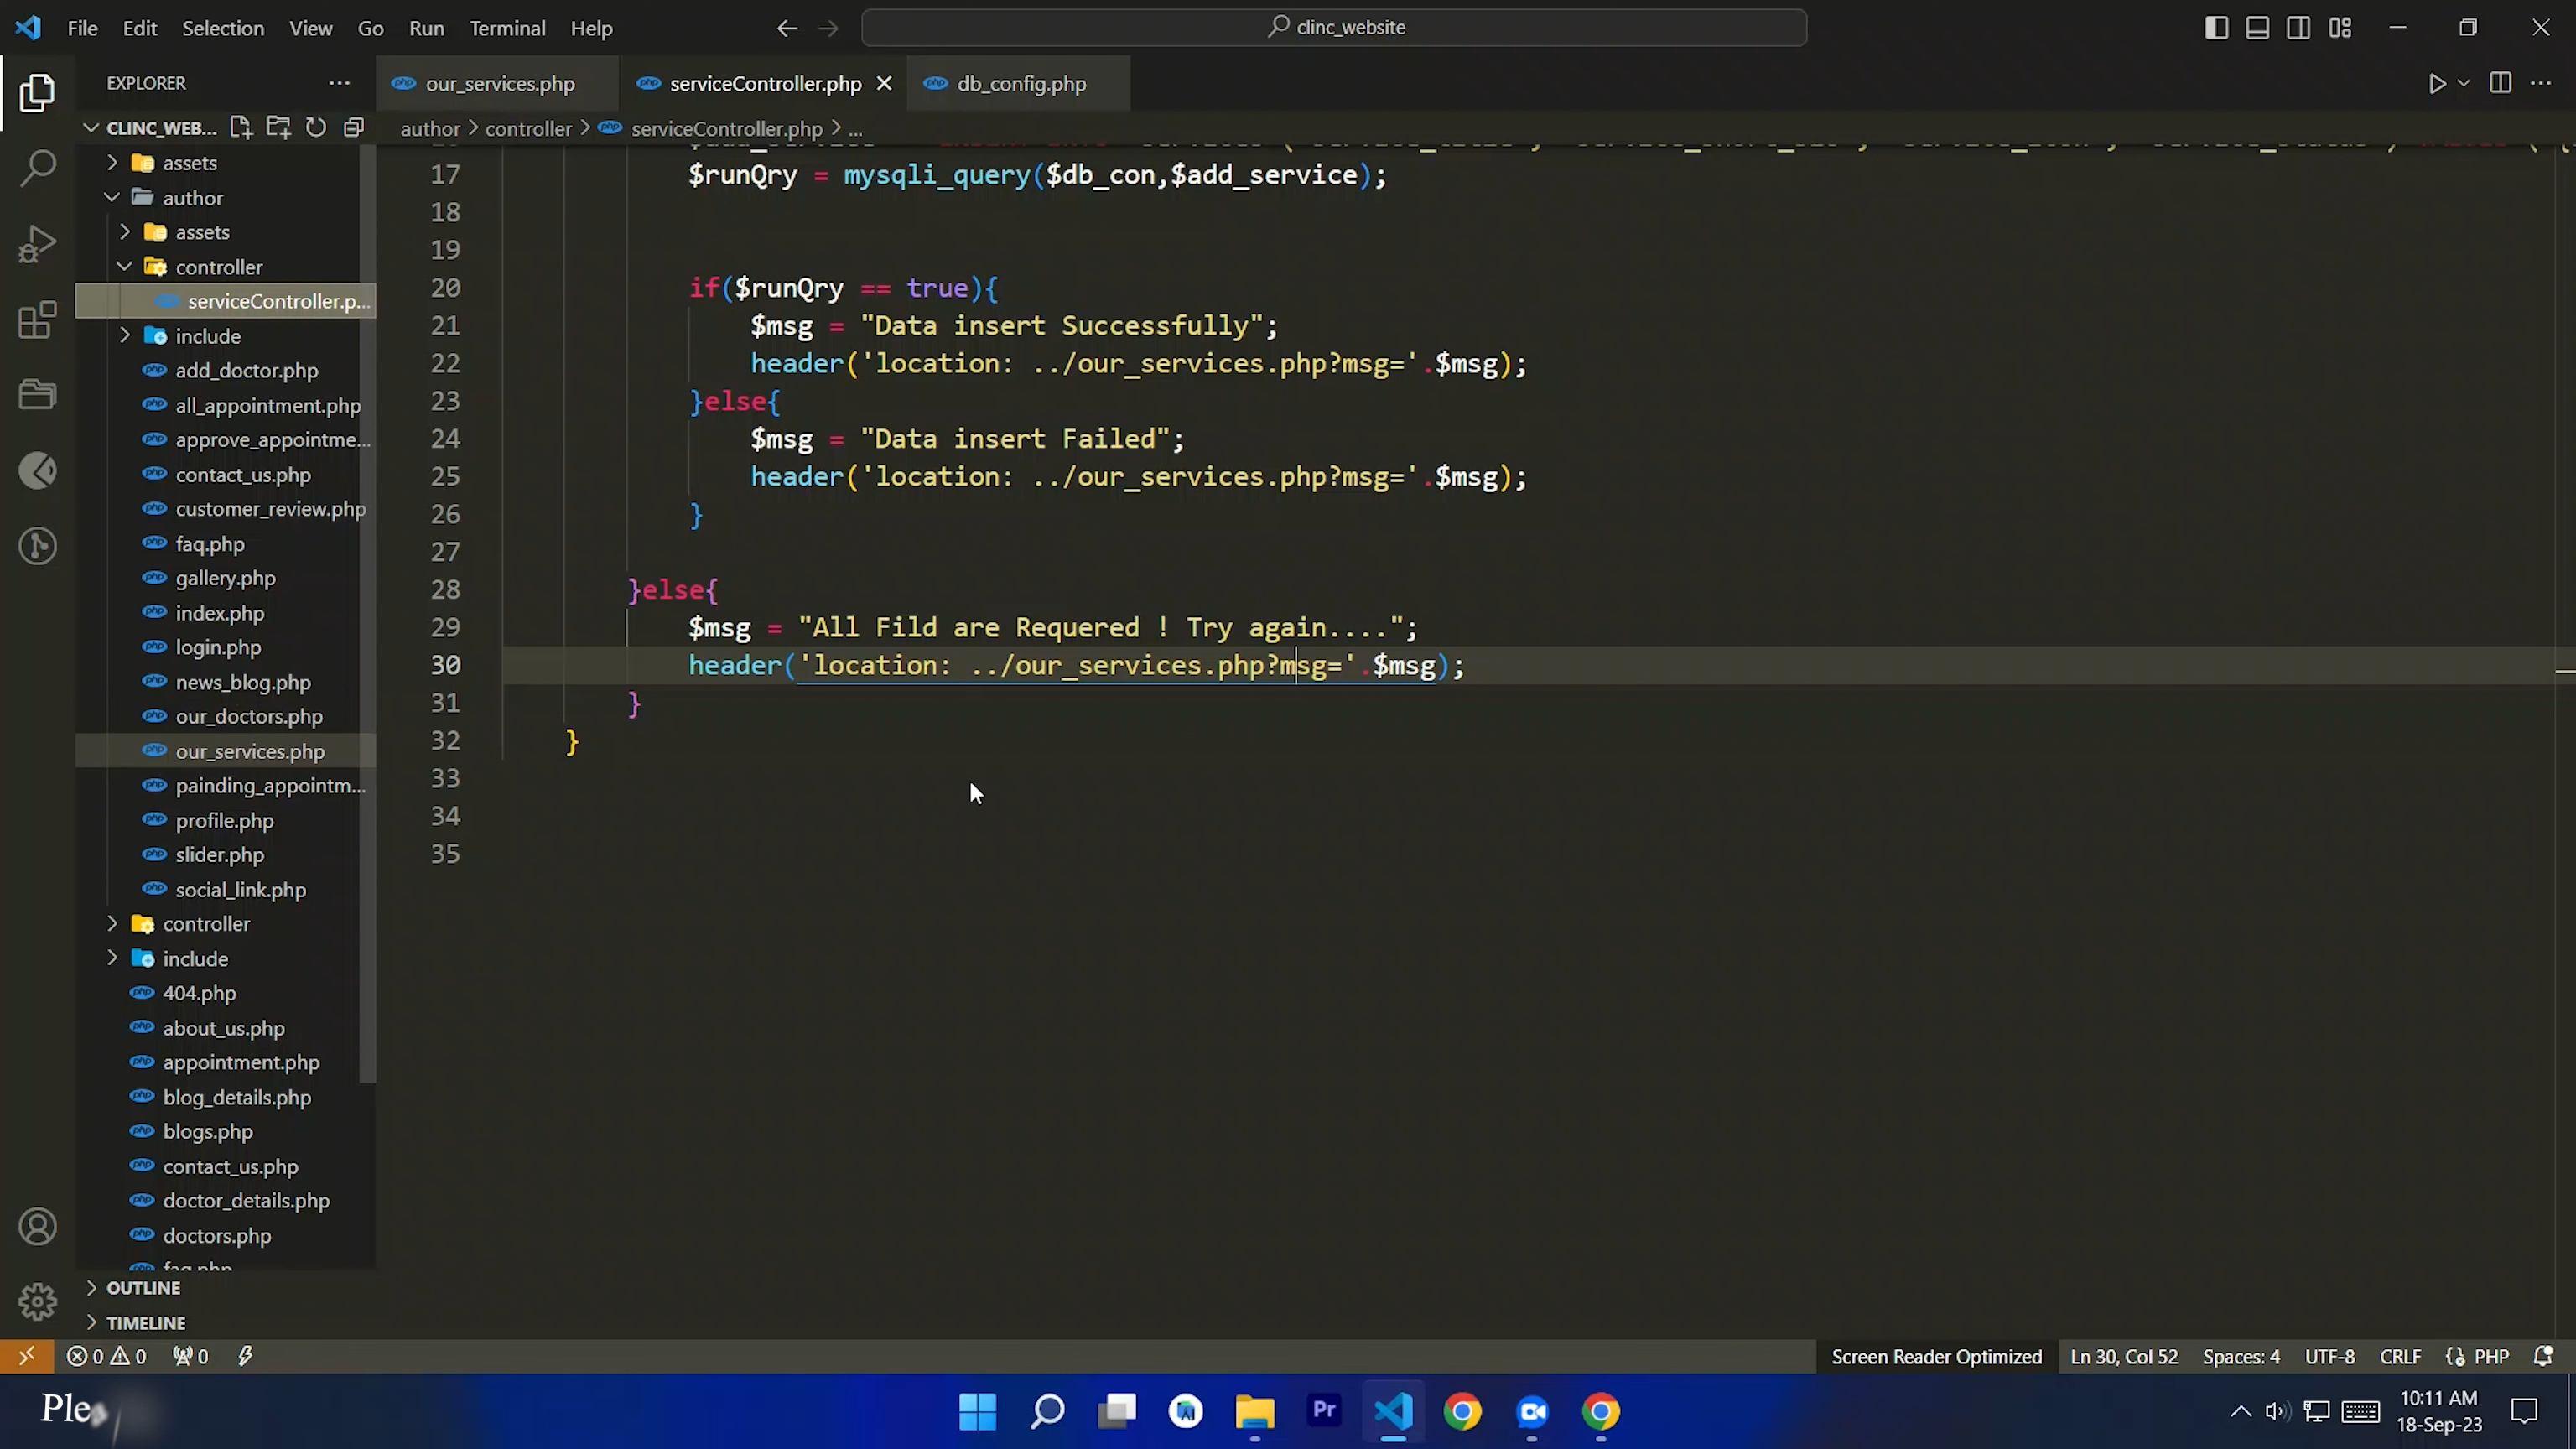 File Edit Selection View Go Run Terminal Help
clinc_website
EXPLORER
our_services.php
serviceController.php
db_config.php
CLINC_WEB...
author > controller > serviceController.php > ...
assets
author
assets
controller
serviceController.p...
include
add_doctor.php
all_appointment.php
approve_appointme...
contact_us.php
customer_review.php
faq.php
gallery.php
index.php
login.php
news_blog.php
our_doctors.php
our_services.php
painding_appointm...
profile.php
slider.php
social_link.php
controller
include
404.php
about_us.php
appointment.php
blog_details.php
blogs.php
contact_us.php
doctor_details.php
doctors.php
faq.php
OUTLINE
TIMELINE
17 $runQry = mysqli_query($db_con,$add_service);
18
19
20 if($runQry == true){
21 $msg = "Data insert Successfully";
22 header('location: ../our_services.php?msg='.$msg);
23 }else{
24 $msg = "Data insert Failed";
25 header('location: ../our_services.php?msg='.$msg);
26 }
27
28 }else{
29 $msg = "All Fild are Requered ! Try again....";
30 header('location: ../our_services.php?msg='.$msg);
31 }
32 }
33
34
35
0 0 0
Screen Reader Optimized
Ln 30, Col 52
Spaces: 4
UTF-8
CRLF
PHP
Ple
Pr
10:11 AM
18-Sep-23